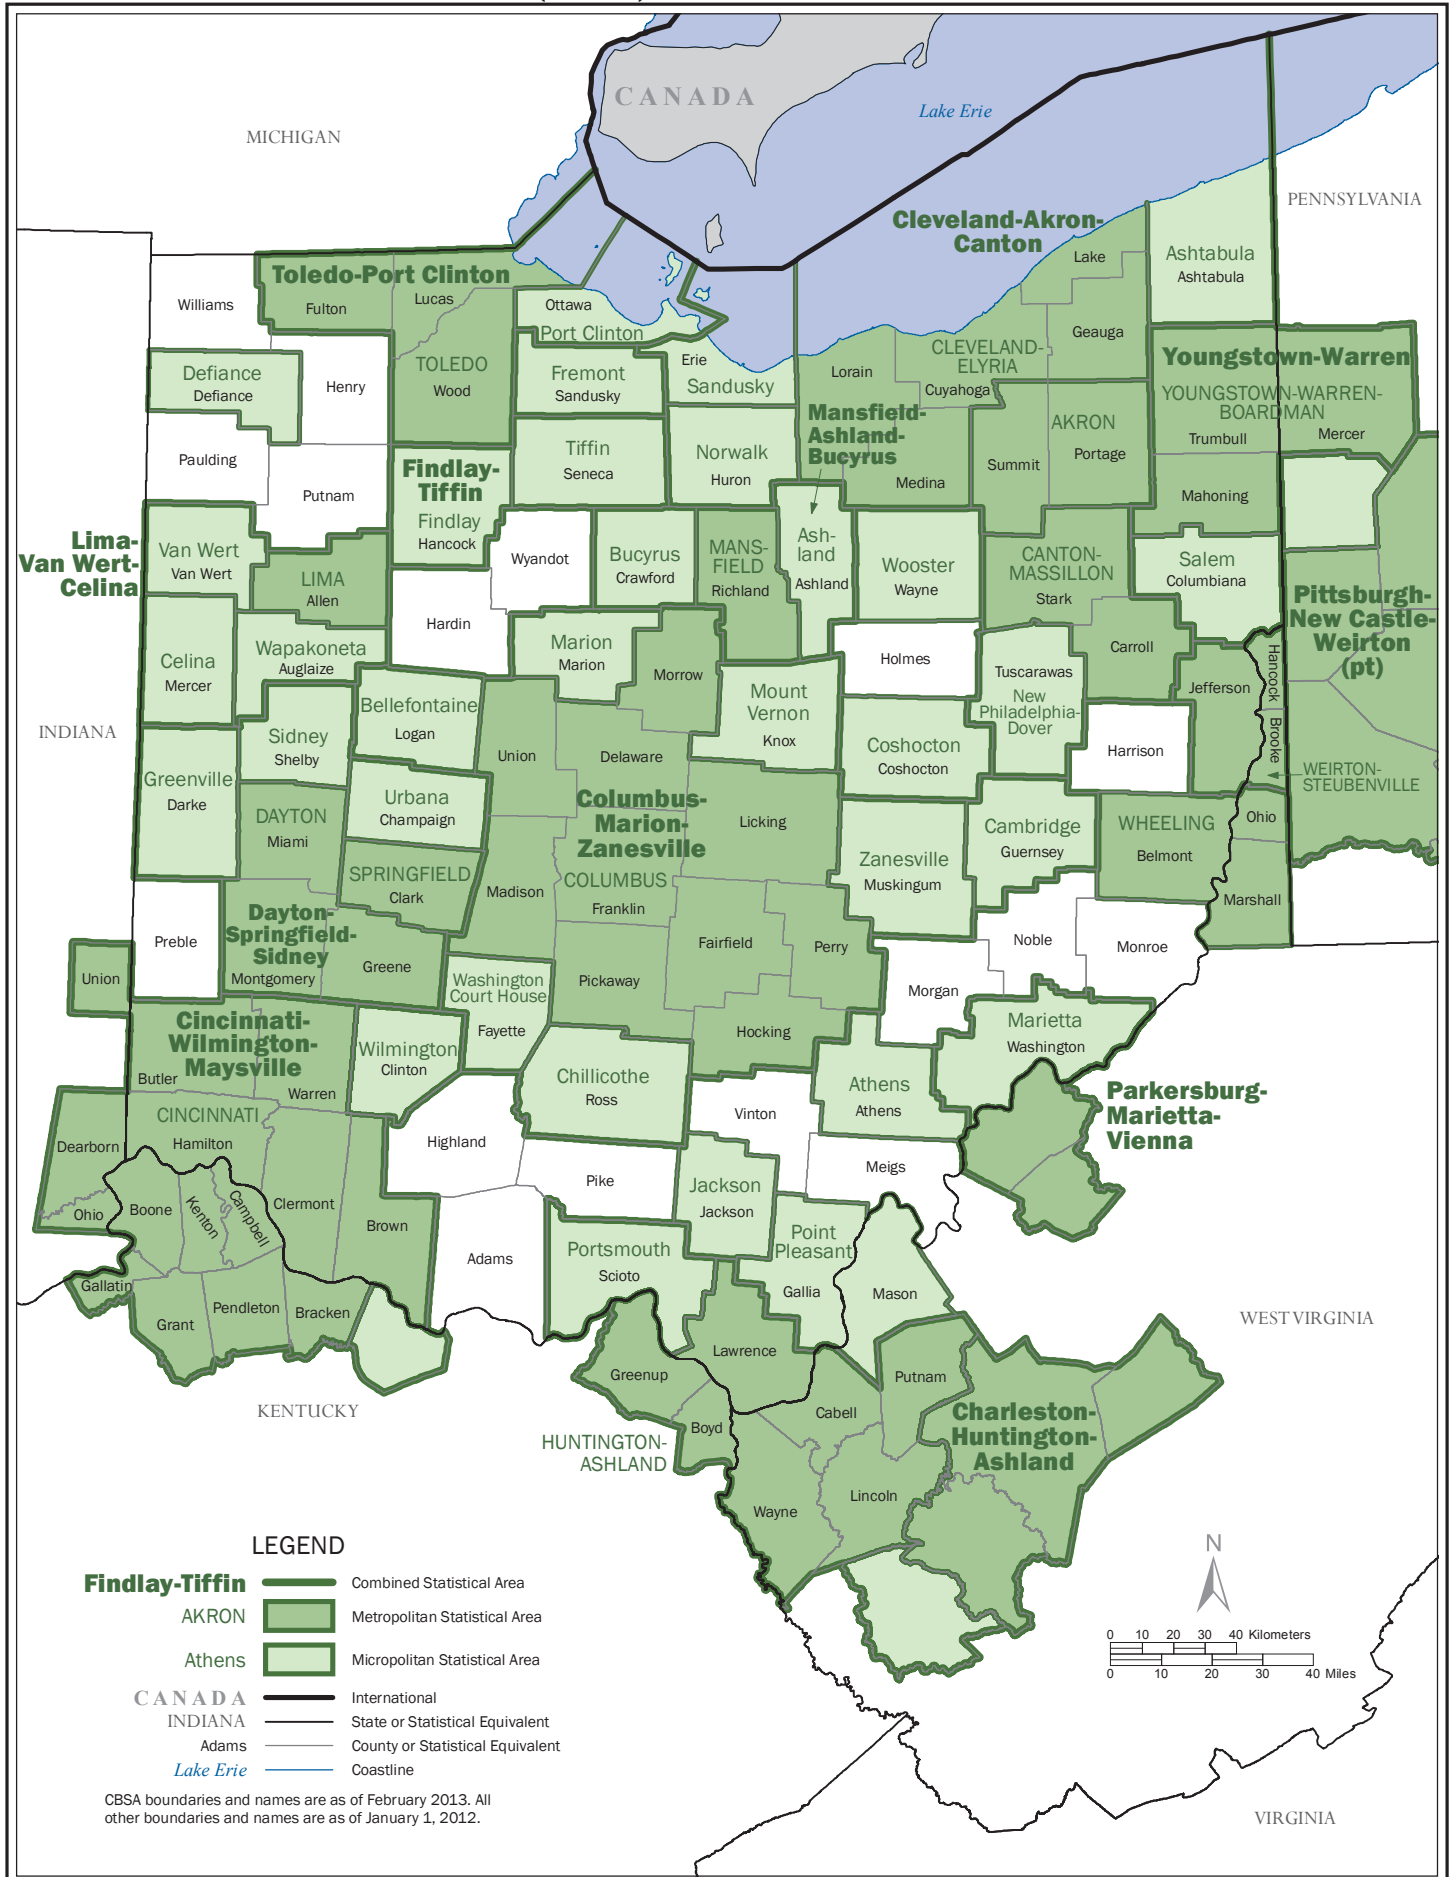 CANADA
Lake Erie
MICHIGAN
PENNSYLVANIA
Cleveland-Akron-
Canton
Lake
Ashtabula
Ashtabula
Toledo-Port Clinton
Williams
Fulton
Lucas
Ottawa
Port Clinton
Geauga
CLEVELAND-
ELYRIA
Cuyahoga
Lorain
Erie
Sandusky
Youngstown-Warren
YOUNGSTOWN-WARREN-
BOARDMAN
Trumbull
Mercer
Defiance
Defiance
Henry
TOLEDO
Wood
Fremont
Sandusky
Mansfield-
Ashland-
Bucyrus
AKRON
Summit
Portage
Medina
Mahoning
Paulding
Putnam
Findlay-
Tiffin
Findlay
Hancock
Tiffin
Seneca
Norwalk
Huron
Lima-
Van Wert-
Celina
Van Wert
Van Wert
LIMA
Allen
Wyandot
Bucyrus
Crawford
MANS-
FIELD
Richland
Ash-
land
Ashland
Wooster
Wayne
CANTON-
MASSILLON
Stark
Salem
Columbiana
Pittsburgh-
New Castle-
Weirton
(pt)
Hardin
Wapakoneta
Auglaize
Celina
Mercer
Marion
Marion
Morrow
Holmes
Tuscarawas
New
Philadelphia-
Dover
Carroll
Jefferson
Hancock
Brooke
INDIANA
Bellefontaine
Logan
Sidney
Shelby
Mount
Vernon
Knox
Union
Delaware
Coshocton
Coshocton
Harrison
WEIRTON-
STEUBENVILLE
Greenville
Darke
DAYTON
Miami
Urbana
Champaign
Columbus-
Marion-
Zanesville
COLUMBUS
Franklin
Licking
Zanesville
Muskingum
Cambridge
Guernsey
WHEELING
Belmont
Ohio
Marshall
SPRINGFIELD
Clark
Madison
Preble
Dayton-
Springfield-
Sidney
Montgomery
Greene
Fairfield
Perry
Noble
Monroe
Union
Washington
Court House
Fayette
Pickaway
Morgan
Hocking
Marietta
Washington
Cincinnati-
Wilmington-
Maysville
Butler
Warren
Wilmington
Clinton
Chillicothe
Ross
Athens
Athens
Parkersburg-
Marietta-
Vienna
CINCINNATI
Hamilton
Dearborn
Highland
Vinton
Meigs
Pike
Jackson
Jackson
Ohio
Boone
Kenton
Campbell
Clermont
Brown
Adams
Portsmouth
Scioto
Point
Pleasant
Gallia
Mason
Gallatin
Grant
Pendleton
Bracken
WEST VIRGINIA
KENTUCKY
Lawrence
Greenup
Boyd
HUNTINGTON-
ASHLAND
Cabell
Putnam
Charleston-
Huntington-
Ashland
Wayne
Lincoln
LEGEND
Findlay-Tiffin Combined Statistical Area
AKRON Metropolitan Statistical Area
Athens Micropolitan Statistical Area
CANADA International
INDIANA State or Statistical Equivalent
Adams County or Statistical Equivalent
Lake Erie Coastline
CBSA boundaries and names are as of February 2013. All
other boundaries and names are as of January 1, 2012.
N
0 10 20 30 40 Kilometers
0 10 20 30 40 Miles
VIRGINIA